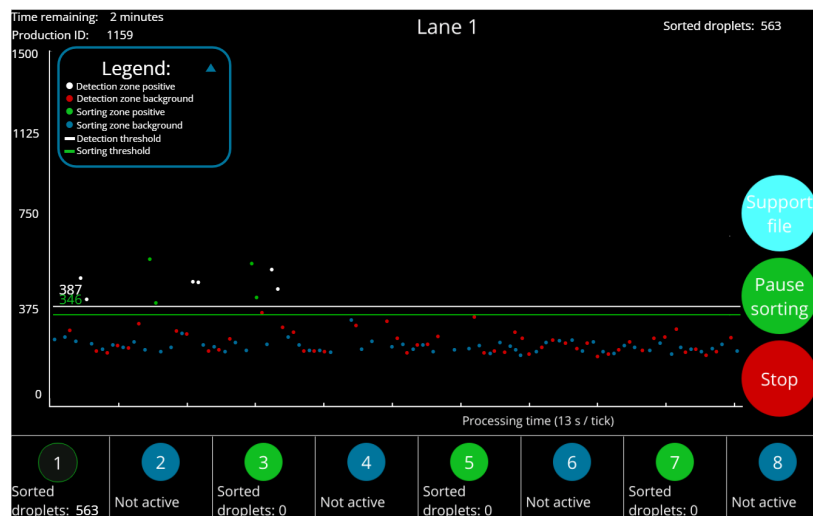 Time remaining: 2 minutes
Lane 1
Sorted droplets: 563
Production ID: 1159
1500
Legend:
Detection zone positive
Detection zone background
Sorting zone positive
Sorting zone background
Detection threshold
Sorting threshold
1125
750
387
346
375
0
Support file
Pause sorting
Stop
Processing time (13 s / tick)
1
Sorted
droplets: 563
2
Not active
3
Sorted
droplets: 0
4
Not active
5
Sorted
droplets: 0
6
Not active
7
Sorted
droplets: 0
8
Not active